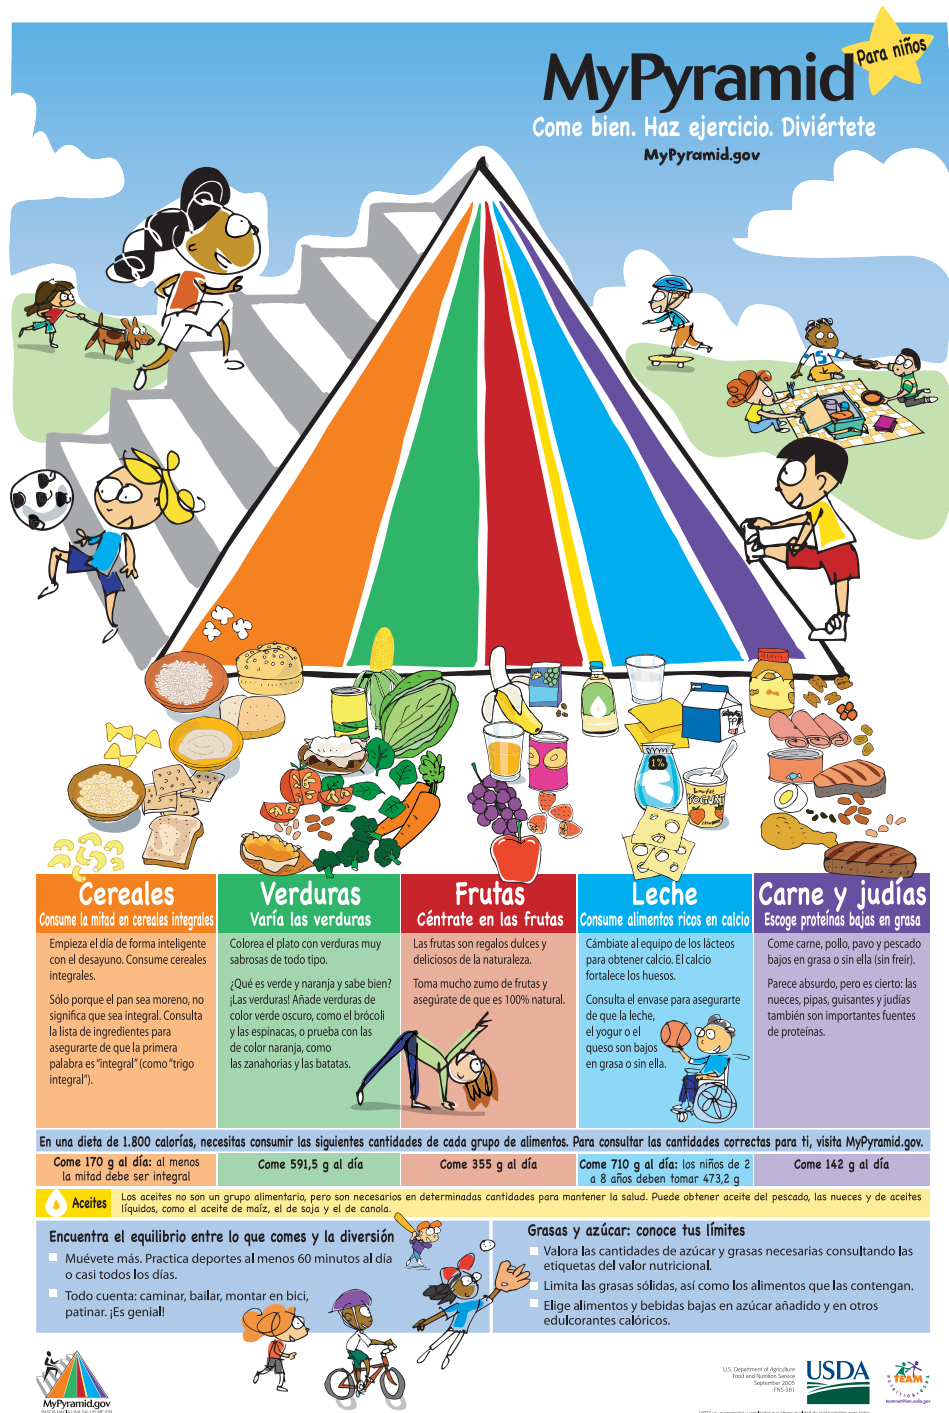 Para niños
MyPyramid
Come bien. Haz ejercicio. Diviértete
MyPyramid.gov
5
1%
YOGURT
Cereales
Consume la mitad en cereales integrales
Empieza el día de forma inteligente
con el desayuno. Consume cereales
integrales.
Sólo porque el pan sea moreno, no
significa que sea integral. Consulta
la lista de ingredientes para
asegurarte de que la primera
palabra es "integral" (como "trigo
integral").
Verduras
Varía las verduras
Colorea el plato con verduras muy
sabrosas de todo tipo.
¿Qué es verde y naranja y sabe bien?
¡Las verduras! Añade verduras de
color verde oscuro, como el brócoli
y las espinacas, o prueba con las
de color naranja, como
las zanahorias y las batatas.
Frutas
Céntrate en las frutas
Las frutas son regalos dulces y
deliciosos de la naturaleza.
Toma mucho zumo de frutas y
asegúrate de que es 100% natural.
Leche
Consume alimentos ricos en calcio
Cámbiate al equipo de los lácteos
para obtener calcio. El calcio
fortalece los huesos.
Consulta el envase para asegurarte
de que la leche,
el yogur o el
queso son bajos
en grasa o sin ella.
Carne y judías
Escoge proteínas bajas en grasa
Come carne, pollo, pavo y pescado
bajos en grasa o sin ella (sin freír).
Parece absurdo, pero es cierto: las
nueces, pipas, guisantes y judías
también son importantes fuentes
de proteínas.
En una dieta de 1.800 calorías, necesitas consumir las siguientes cantidades de cada grupo de alimentos. Para consultar las cantidades correctas para ti, visita MyPyramid.gov.
Come 170 g al día: al menos
la mitad debe ser integral
Come 591,5 g al día
Come 355 g al día
Come 710 g al día: los niños de 2
a 8 años deben tomar 473,2 g
Come 142 g al día
Aceites
Los aceites no son un grupo alimentario, pero son necesarios en determinadas cantidades para mantener la salud. Puede obtener aceite del pescado, las nueces y de aceites
líquidos, como el aceite de maíz, el de soja y el de canola.
Encuentra el equilibrio entre lo que comes y la diversión
Muévete más. Practica deportes al menos 60 minutos al día
o casi todos los días.
Todo cuenta: caminar, bailar, montar en bici,
patinar. ¡Es genial!
Grasas y azúcar: conoce tus límites
Valora las cantidades de azúcar y grasas necesarias consultando las
etiquetas del valor nutricional.
Limita las grasas sólidas, así como los alimentos que las contengan.
Elige alimentos y bebidas bajas en azúcar añadido y en otros
edulcorantes calóricos.
MyPyramid.gov
U.S. Department of Agriculture
Food and Nutrition Service
September 2005
FNS-381
USDA
TEAM
NUTRITION
teamnutrition.usda.gov